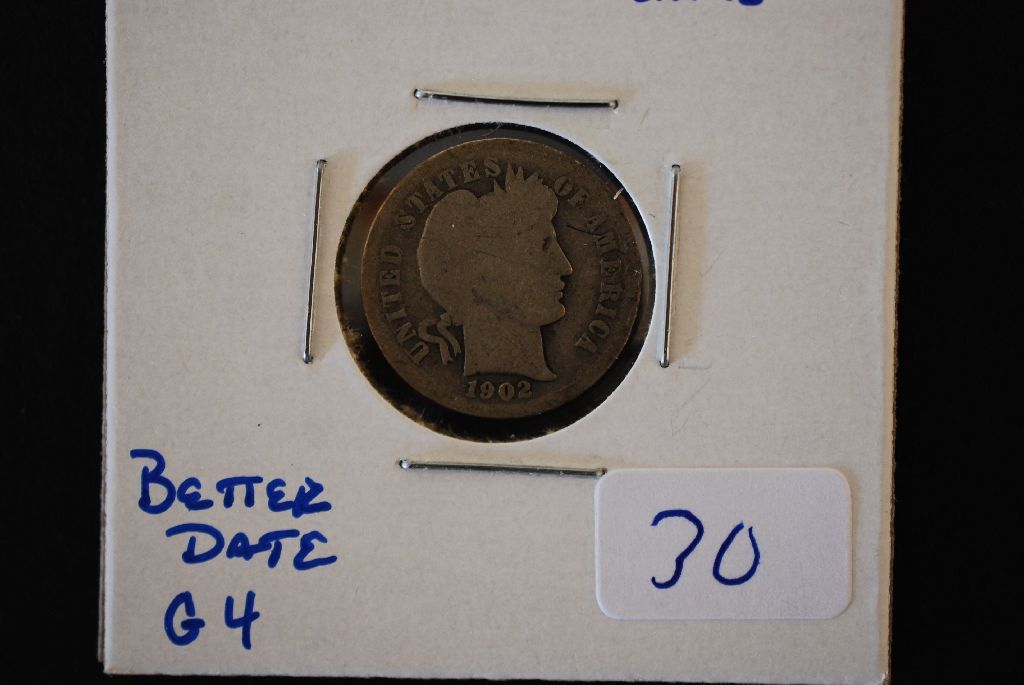 UNITED STATES OF AMERICA
1902
BETTER
DATE
G4
30